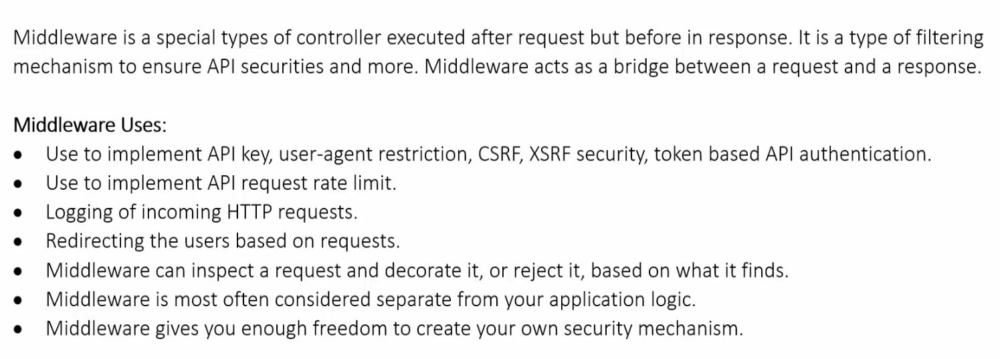 Middleware is a special types of controller executed after request but before in response. It is a type of filtering
mechanism to ensure API securities and more. Middleware acts as a bridge between a request and a response.
Middleware Uses:
• Use to implement API key, user-agent restriction, CSRF, XSRF security, token based API authentication.
• Use to implement API request rate limit.
• Logging of incoming HTTP requests.
• Redirecting the users based on requests.
• Middleware can inspect a request and decorate it, or reject it, based on what it finds.
• Middleware is most often considered separate from your application logic.
• Middleware gives you enough freedom to create your own security mechanism.